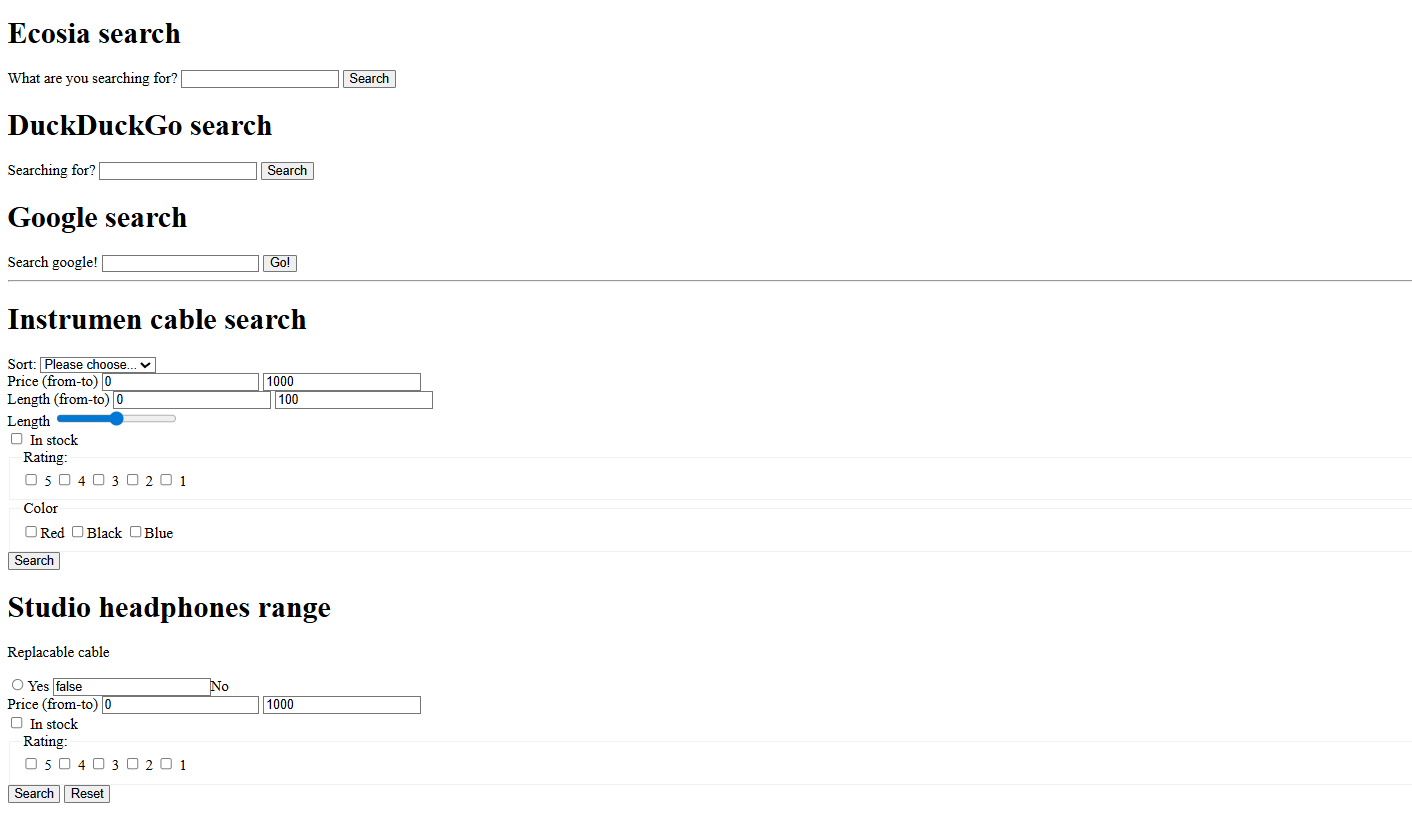 Ecosia search
What are you searching for? Search
DuckDuckGo search
Searching for? Search
Google search
Search google! Go!
Instrumen cable search
Sort: Please choose...
Price (from-to) 0 1000
Length (from-to) 0 100
Length
In stock
Rating:
5 4 3 2 1
Color
Red Black Blue
Search
Studio headphones range
Replacable cable
Yes false No
Price (from-to) 0 1000
In stock
Rating:
5 4 3 2 1
Search Reset